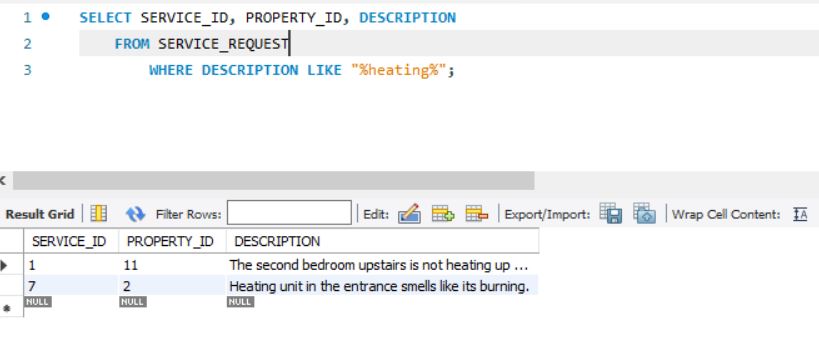 1 SELECT SERVICE_ID, PROPERTY_ID, DESCRIPTION
2 FROM SERVICE_REQUEST
3 WHERE DESCRIPTION LIKE "%heating%";
Result Grid Filter Rows: Edit: Export/Import: Wrap Cell Content: IA
SERVICE_ID PROPERTY_ID DESCRIPTION
1 11 The second bedroom upstairs is not heating up ...
7 2 Heating unit in the entrance smells like its burning.
NULL NULL NULL